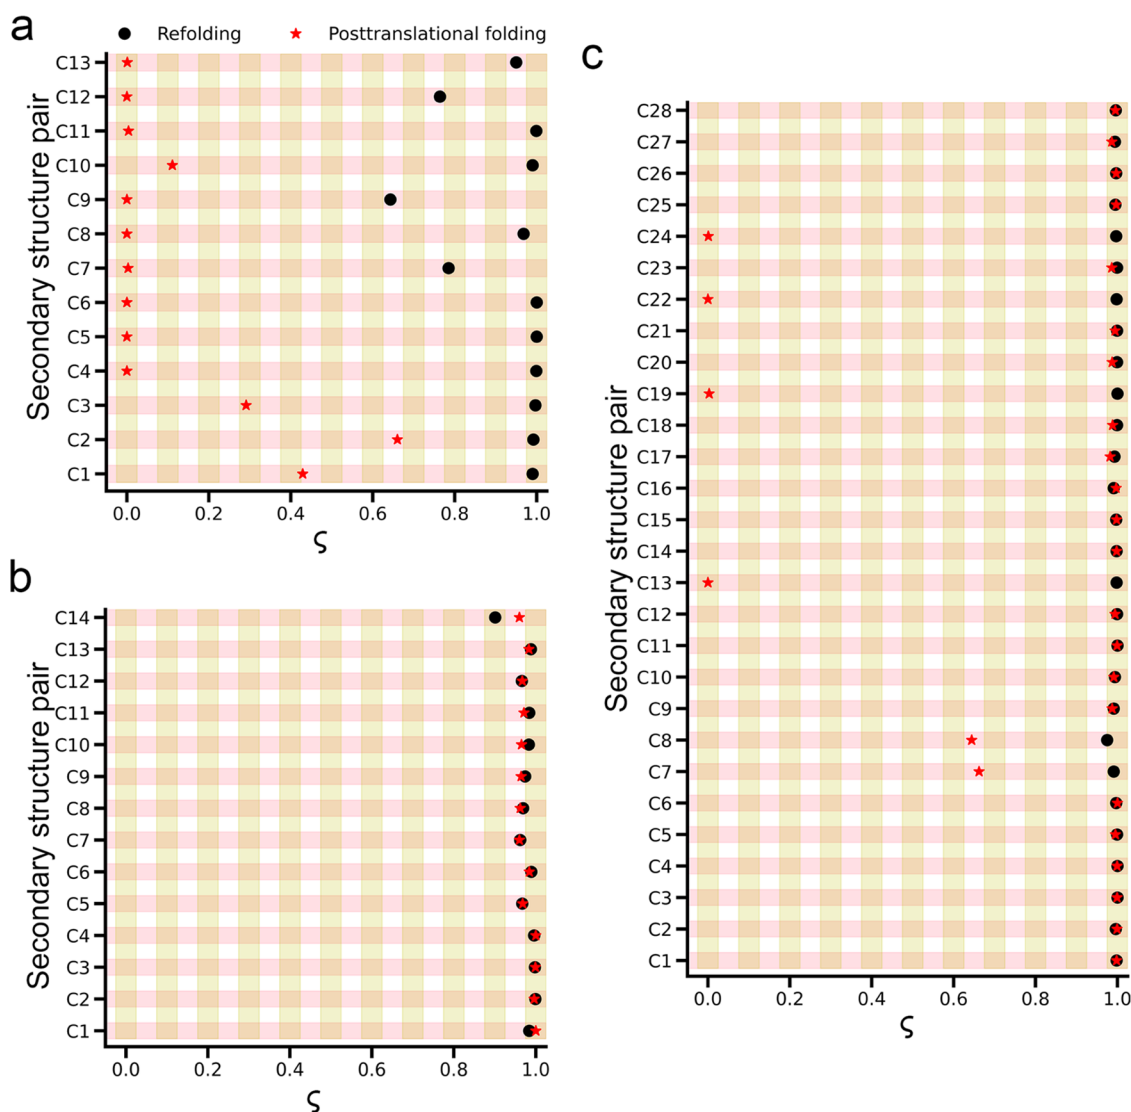 a
Refolding
Posttranslational folding
Secondary structure pair
C13
C12
C11
C10
C9
C8
C7
C6
C5
C4
C3
C2
C1
0.0 0.2 0.4 0.6 0.8 1.0
ς
b
Secondary structure pair
C14
C13
C12
C11
C10
C9
C8
C7
C6
C5
C4
C3
C2
C1
0.0 0.2 0.4 0.6 0.8 1.0
ς
c
Secondary structure pair
C28
C27
C26
C25
C24
C23
C22
C21
C20
C19
C18
C17
C16
C15
C14
C13
C12
C11
C10
C9
C8
C7
C6
C5
C4
C3
C2
C1
0.0 0.2 0.4 0.6 0.8 1.0
ς